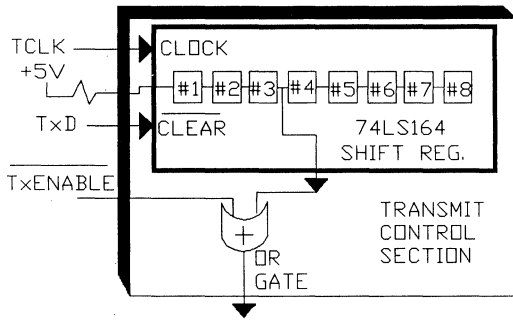 TCLK
CLOCK
+5V
#1 #2 #3 #4 #5 #6 #7 #8
TxD
CLEAR
74LS164
SHIFT REG.
TxENABLE
+
OR
GATE
TRANSMIT
CONTROL
SECTION